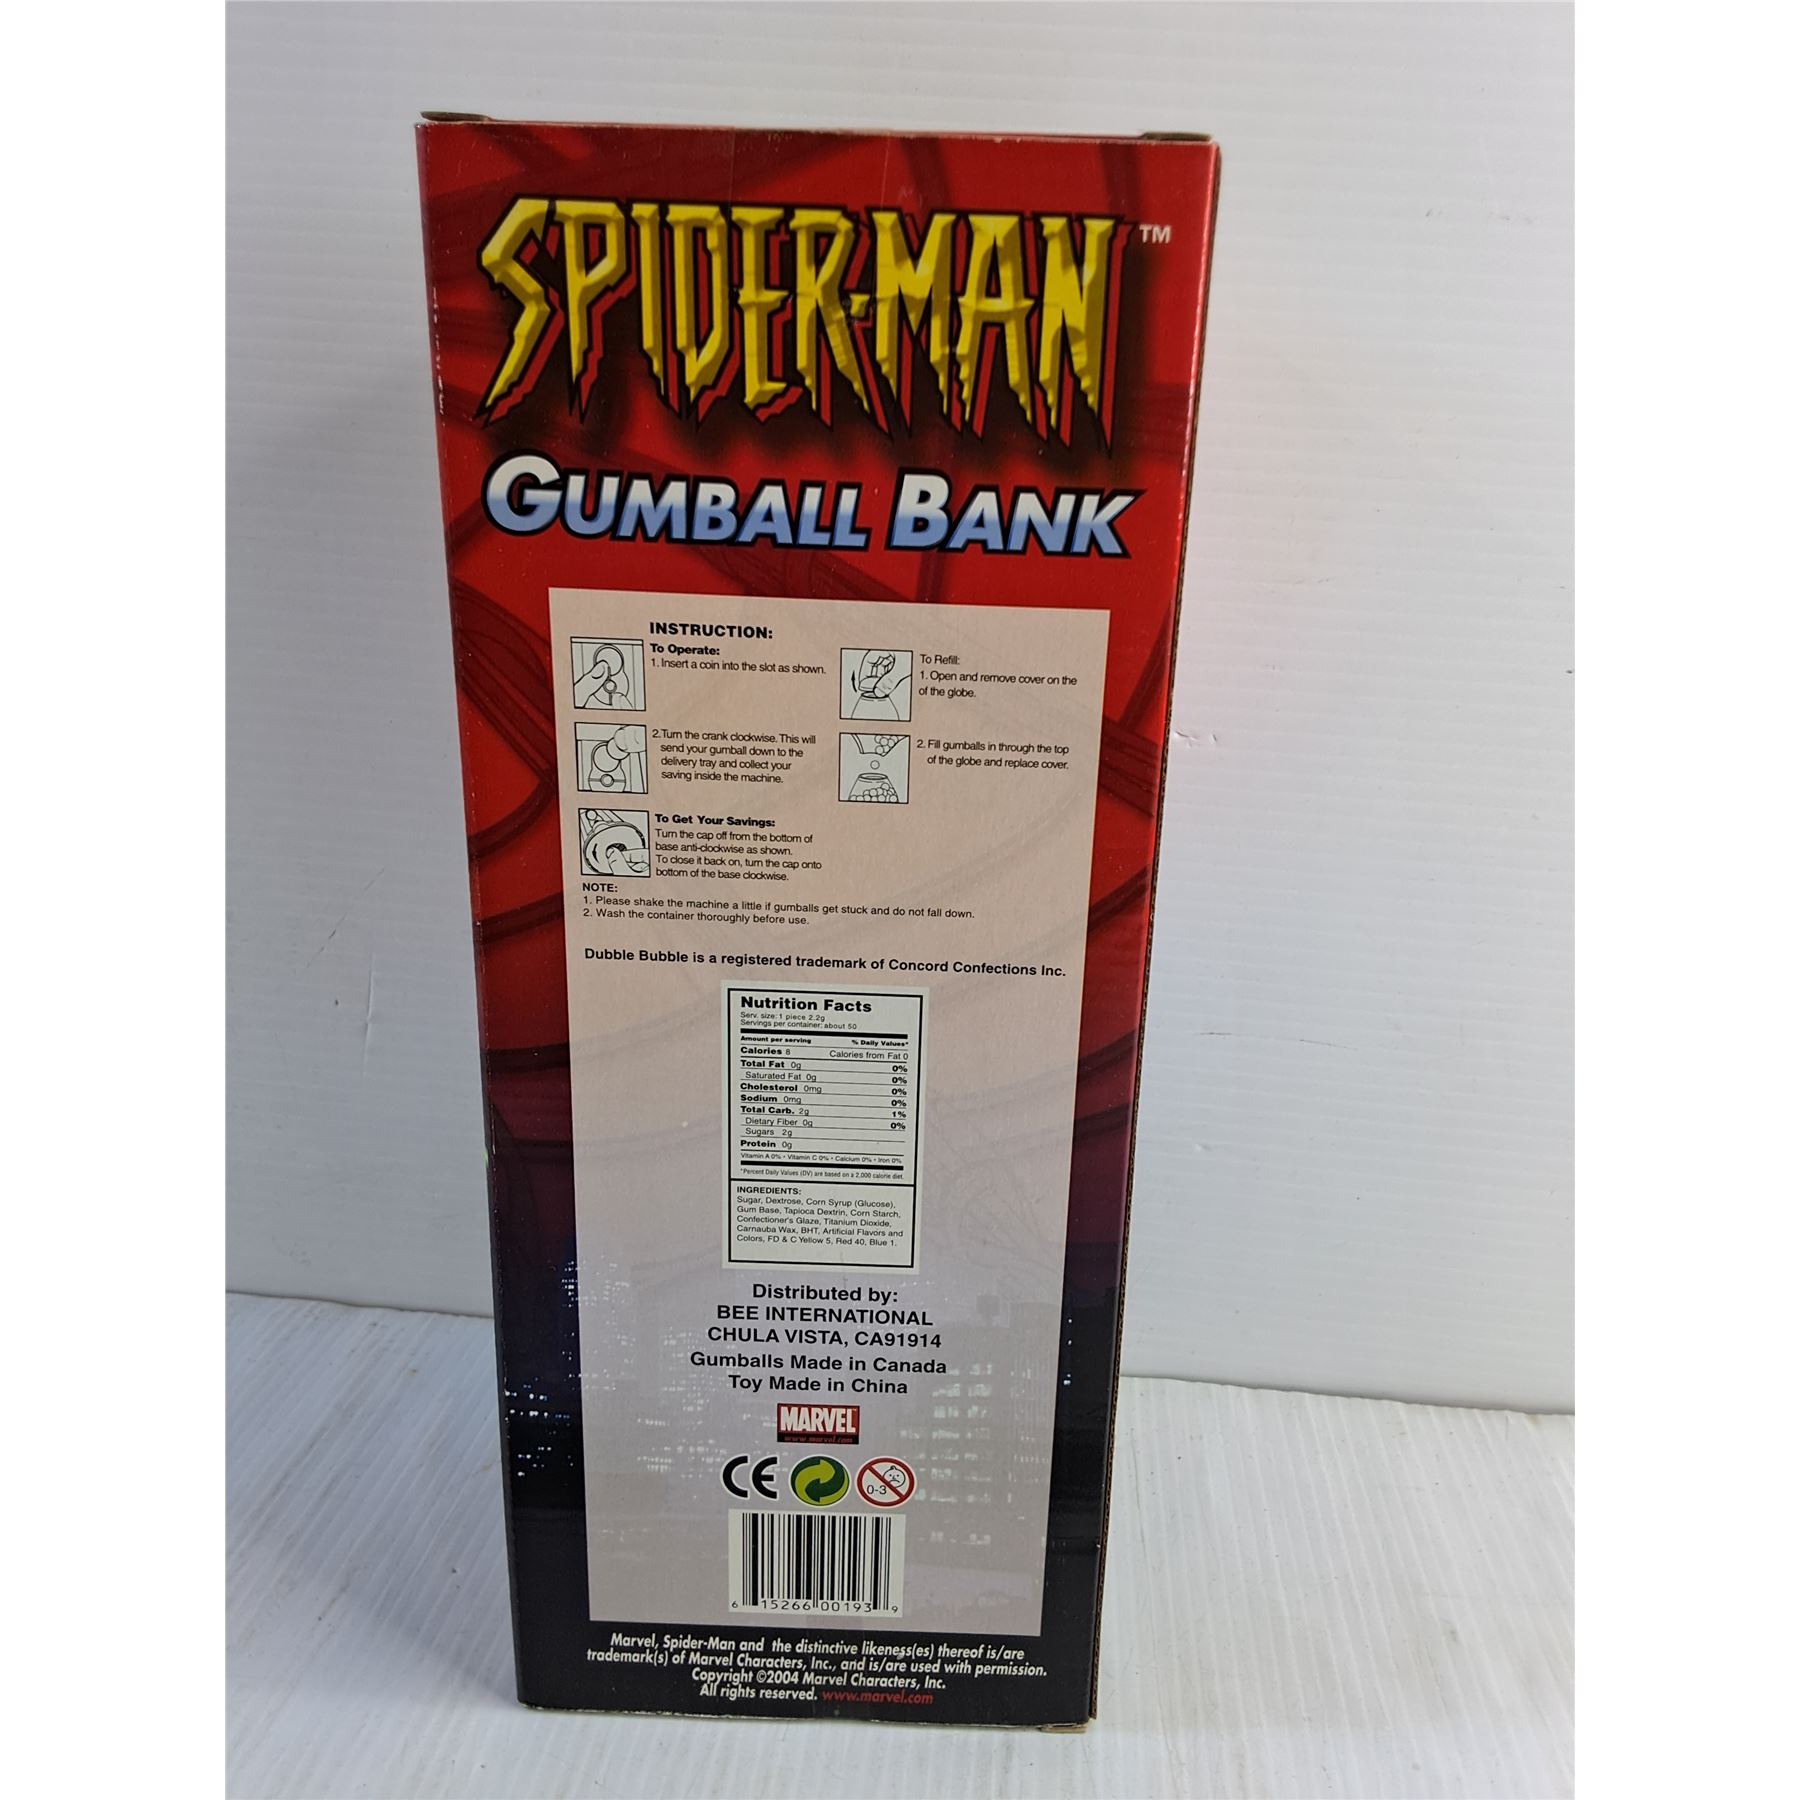 SPIDER-MAN ™
GUMBALL BANK
INSTRUCTION:
To Operate:
1. Insert a coin into the slot as shown.
2.Turn the crank clockwise. This will
send your gumball down to the
delivery tray and collect your
saving inside the machine.
To Get Your Savings:
Turn the cap off from the bottom of
base anti-clockwise as shown.
To close it back on, turn the cap onto
bottom of the base clockwise.
To Refill:
1. Open and remove cover on the
of the globe.
2. Fill gumballs in through the top
of the globe and replace cover.
NOTE:
1. Please shake the machine a little if gumballs get stuck and do not fall down.
2. Wash the container thoroughly before use.
Dubble Bubble is a registered trademark of Concord Confections Inc.
Nutrition Facts
Serv. size: 1 piece 2.2g
Servings per container: about 50
Amount per serving % Daily Values*
Calories 8 Calories from Fat 0
Total Fat 0g 0%
Saturated Fat 0g 0%
Cholesterol 0mg 0%
Sodium 0mg 0%
Total Carb. 2g 1%
Dietary Fiber 0g 0%
Sugars 2g
Protein 0g
Vitamin A 0% • Vitamin C 0% • Calcium 0% • Iron 0%
*Percent Daily Values (DV) are based on a 2,000 calorie diet.
INGREDIENTS:
Sugar, Dextrose, Corn Syrup (Glucose),
Gum Base, Tapioca Dextrin, Corn Starch,
Confectioner's Glaze, Titanium Dioxide,
Carnauba Wax, BHT, Artificial Flavors and
Colors, FD & C Yellow 5, Red 40, Blue 1.
Distributed by:
BEE INTERNATIONAL
CHULA VISTA, CA91914
Gumballs Made in Canada
Toy Made in China
MARVEL
www.marvel.com
CE
0-3
6 15266 00193 9
Marvel, Spider-Man and the distinctive likeness(es) thereof is/are
trademark(s) of Marvel Characters, Inc., and is/are used with permission.
Copyright ©2004 Marvel Characters, Inc.
All rights reserved. www.marvel.com